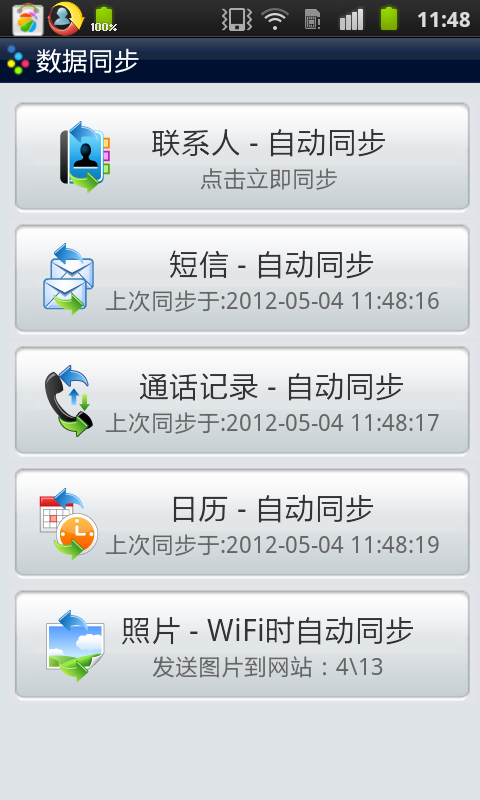 100%
11:48
数据同步
联系人 - 自动同步
点击立即同步
短信 - 自动同步
上次同步于:2012-05-04 11:48:16
通话记录 - 自动同步
上次同步于:2012-05-04 11:48:17
日历 - 自动同步
上次同步于:2012-05-04 11:48:19
照片 - WiFi时自动同步
发送图片到网站：4\13